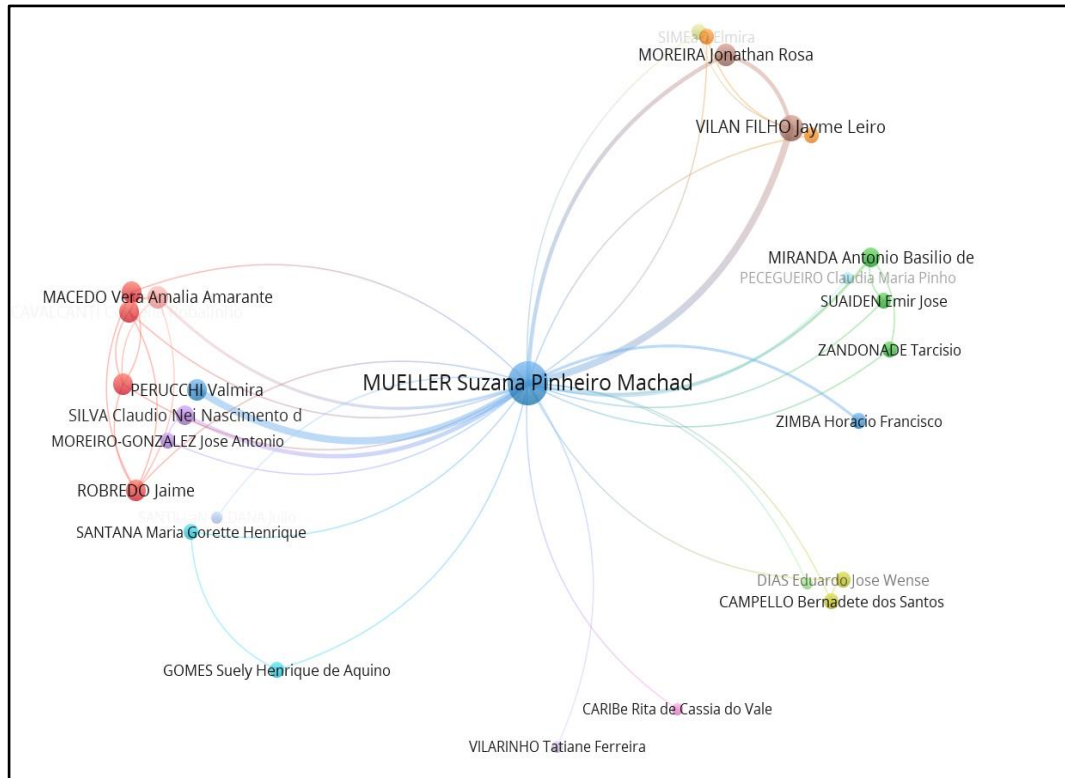 SIMEaO Elmira
MOREIRA Jonathan Rosa
VILAN FILHO Jayme Leiro
MIRANDA Antonio Basilio de
PECEGUEIRO Claudia Maria Pinho
MACEDO Vera Amalia Amarante
SUAIDEN Emir Jose
CAVALCANTI
ZANDONADE Tarcisio
MUELLER Suzana Pinheiro Machad
PERUCCHI Valmira
SILVA Claudio Nei Nascimento d
ZIMBA Horacio Francisco
MOREIRO-GONZALEZ Jose Antonio
ROBREDO Jaime
SANTANA Maria Gorette Henrique
DIAS Eduardo Jose Wense
CAMPELLO Bernadete dos Santos
GOMES Suely Henrique de Aquino
CARIBe Rita de Cassia do Vale
VILARINHO Tatiane Ferreira